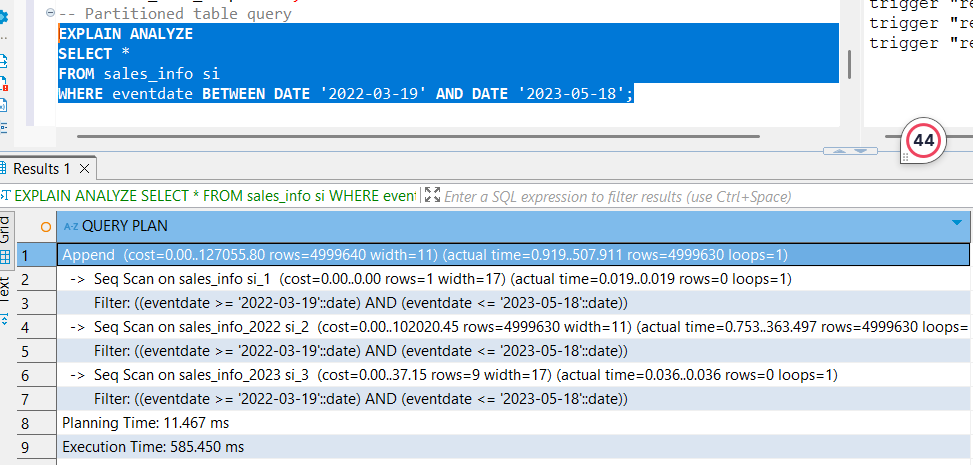 -- Partitioned table query
EXPLAIN ANALYZE
SELECT *
FROM sales_info si
WHERE eventdate BETWEEN DATE '2022-03-19' AND DATE '2023-05-18';
trigger "re
trigger "re
trigger "re
44
Results 1
EXPLAIN ANALYZE SELECT * FROM sales_info si WHERE event
Enter a SQL expression to filter results (use Ctrl+Space)
Grid
Text
A-Z QUERY PLAN
1 Append (cost=0.00..127055.80 rows=4999640 width=11) (actual time=0.919..507.911 rows=4999630 loops=1)
2 -> Seq Scan on sales_info si_1 (cost=0.00..0.00 rows=1 width=17) (actual time=0.019..0.019 rows=0 loops=1)
3 Filter: ((eventdate >= '2022-03-19'::date) AND (eventdate <= '2023-05-18'::date))
4 -> Seq Scan on sales_info_2022 si_2 (cost=0.00..102020.45 rows=4999630 width=11) (actual time=0.753..363.497 rows=4999630 loops=
5 Filter: ((eventdate >= '2022-03-19'::date) AND (eventdate <= '2023-05-18'::date))
6 -> Seq Scan on sales_info_2023 si_3 (cost=0.00..37.15 rows=9 width=17) (actual time=0.036..0.036 rows=0 loops=1)
7 Filter: ((eventdate >= '2022-03-19'::date) AND (eventdate <= '2023-05-18'::date))
8 Planning Time: 11.467 ms
9 Execution Time: 585.450 ms